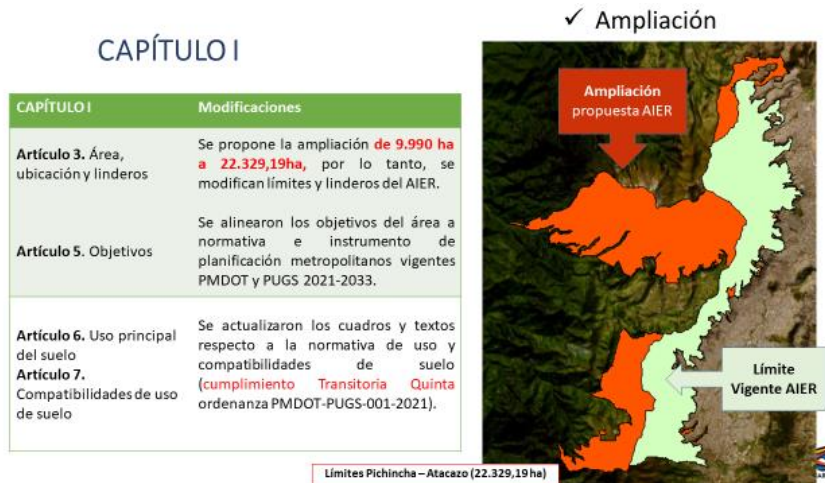 CAPÍTULO I
✓ Ampliación
CAPÍTULO I
Modificaciones
Artículo 3. Área,
ubicación y linderos
Se propone la ampliación de 9.990 ha
a 22.329,19ha, por lo tanto, se
modifican límites y linderos del AIER.
Artículo 5. Objetivos
Se alinearon los objetivos del área a
normativa e instrumento de
planificación metropolitanos vigentes
PMDOT y PUGS 2021-2033.
Artículo 6. Uso principal
del suelo
Artículo 7.
Compatibilidades de uso
de suelo
Se actualizaron los cuadros y textos
respecto a la normativa de uso y
compatibilidades de suelo
(cumplimiento Transitoria Quinta
ordenanza PMDOT-PUGS-001-2021).
Ampliación
propuesta AIER
Límite
Vigente AIER
Límites Pichincha – Atacazo (22.329,19 ha)